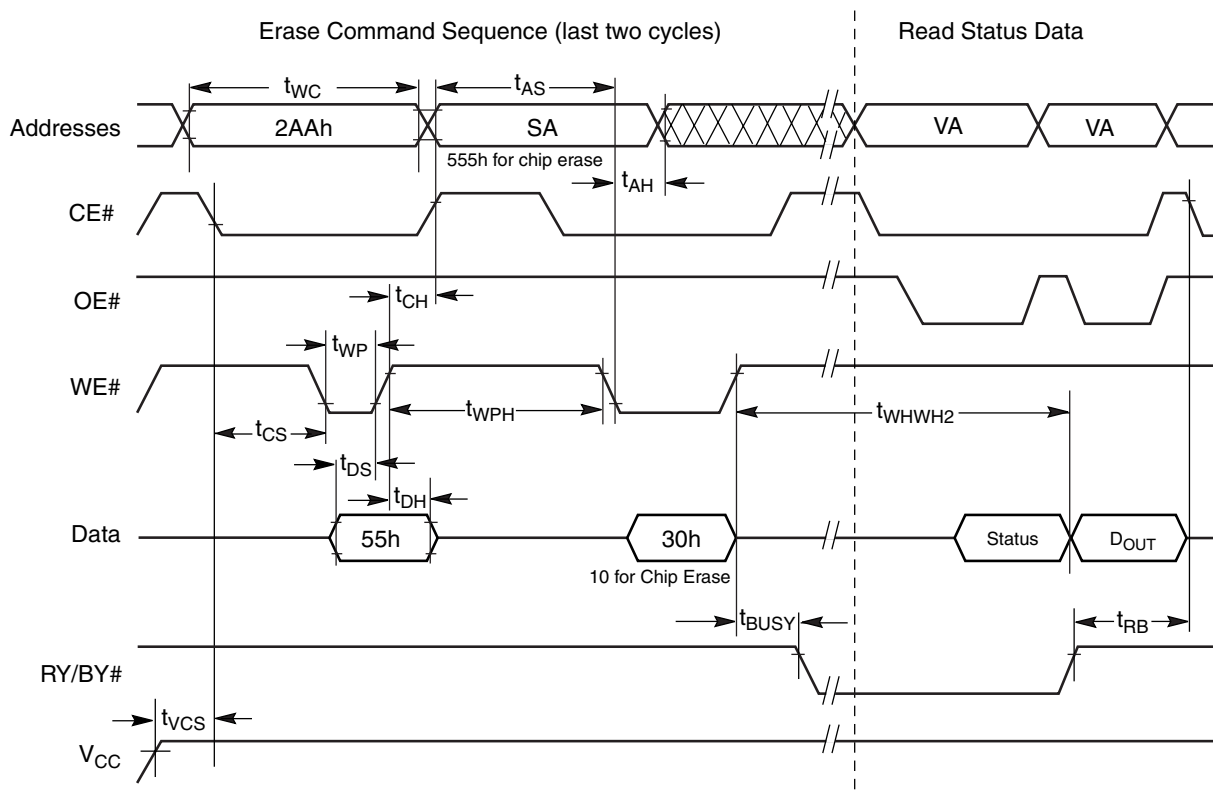 Erase Command Sequence (last two cycles)
Read Status Data
tWC
tAS
Addresses
2AAh
SA
VA
VA
555h for chip erase
tAH
CE#
OE#
tCH
tWP
WE#
tWPH
tWHWH2
tCS
tDS
tDH
Data
55h
30h
Status
DOUT
10 for Chip Erase
tBUSY
tRB
RY/BY#
tVCS
VCC